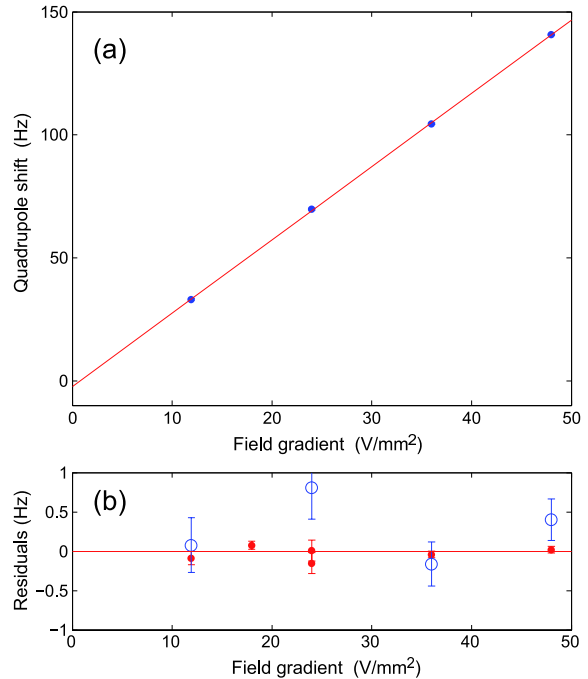 150
(a)
100
50
0
Quadrupole shift (Hz)
0 10 20 30 40 50
Field gradient (V/mm²)
1
(b)
0.5
0
−0.5
−1
Residuals (Hz)
0 10 20 30 40 50
Field gradient (V/mm²)